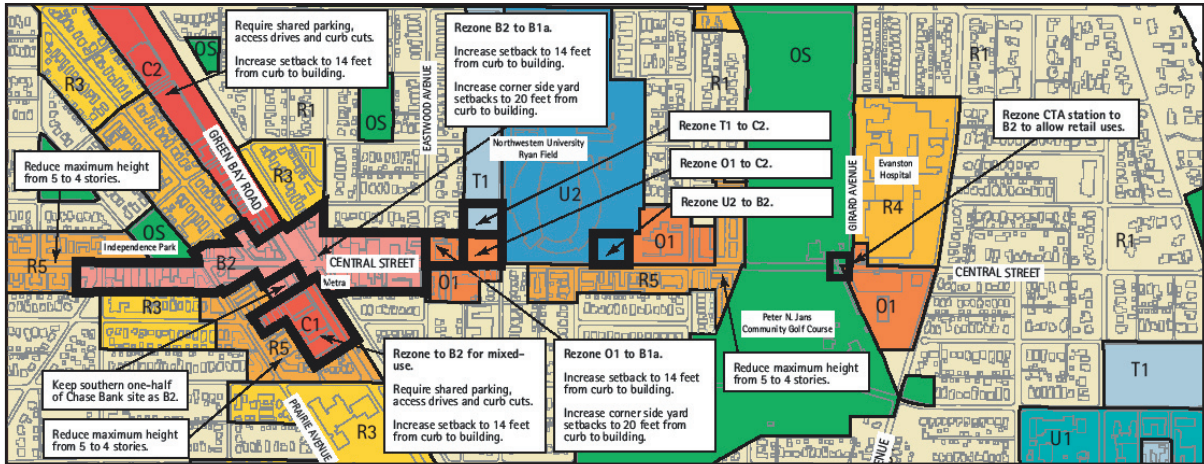 Require shared parking,
access drives and curb cuts.
Increase setback to 14 feet
from curb to building.
Rezone B2 to B1a.
Increase setback to 14 feet
from curb to building.
Increase corner side yard
setbacks to 20 feet from
curb to building.
OS
C2
R3
R1
OS
EASTWOOD AVENUE
Northwestern University
Ryan Field
T1
U2
R1
OS
R1
Rezone T1 to C2.
Rezone O1 to C2.
Rezone U2 to B2.
Rezone CTA station to
B2 to allow retail uses.
GIRARD AVENUE
Evanston
Hospital
R4
Reduce maximum height
from 5 to 4 stories.
GREEN BAY ROAD
R3
OS
Independence Park
R5
B2
CENTRAL STREET
Metra
O1
O1
R5
CENTRAL STREET
R1
O1
R3
C1
R5
Peter N. Jans
Community Golf Course
T1
Keep southern one-half
of Chase Bank site as B2.
Reduce maximum height
from 5 to 4 stories.
PRAIRIE AVENUE
R3
Rezone to B2 for mixed-
use.
Require shared parking,
access drives and curb cuts.
Increase setback to 14 feet
from curb to building.
Rezone O1 to B1a.
Increase setback to 14 feet
from curb to building.
Increase corner side yard
setbacks to 20 feet from
curb to building.
Reduce maximum height
from 5 to 4 stories.
U1